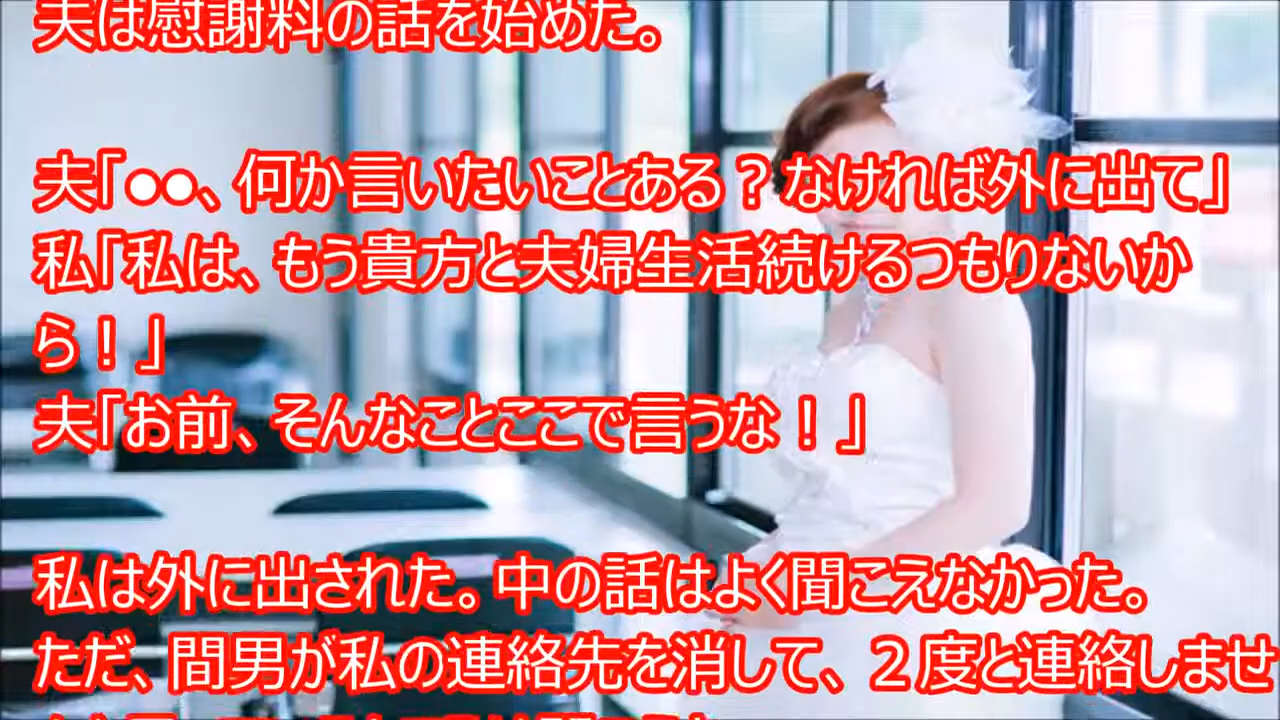 夫は慰謝料の話を始めた。
夫「●●、何か言いたいことある？なければ外に出て」
私「私は、もう貴方と夫婦生活続けるつもりないか
ら！」
夫「お前、そんなことここで言うな！」
私は外に出された。中の話はよく聞こえなかった。
ただ、間男が私の連絡先を消して、２度と連絡しませ